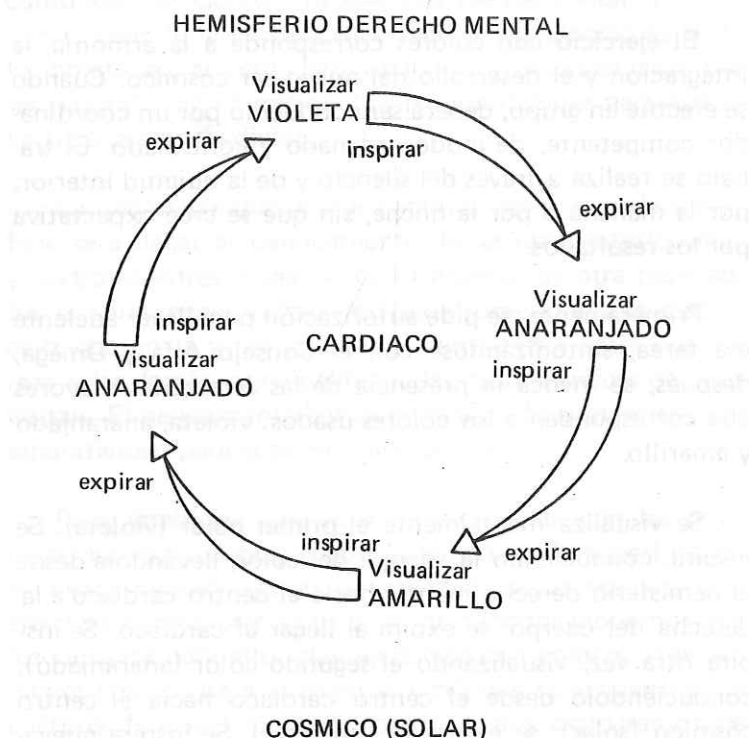 HEMISFERIO DERECHO MENTAL
Visualizar
VIOLETA
expirar
inspirar
expirar
Visualizar
ANARANJADO
inspirar
CARDIACO
inspirar
Visualizar
ANARANJADO
expirar
inspirar
expirar
Visualizar
AMARILLO
COSMICO (SOLAR)